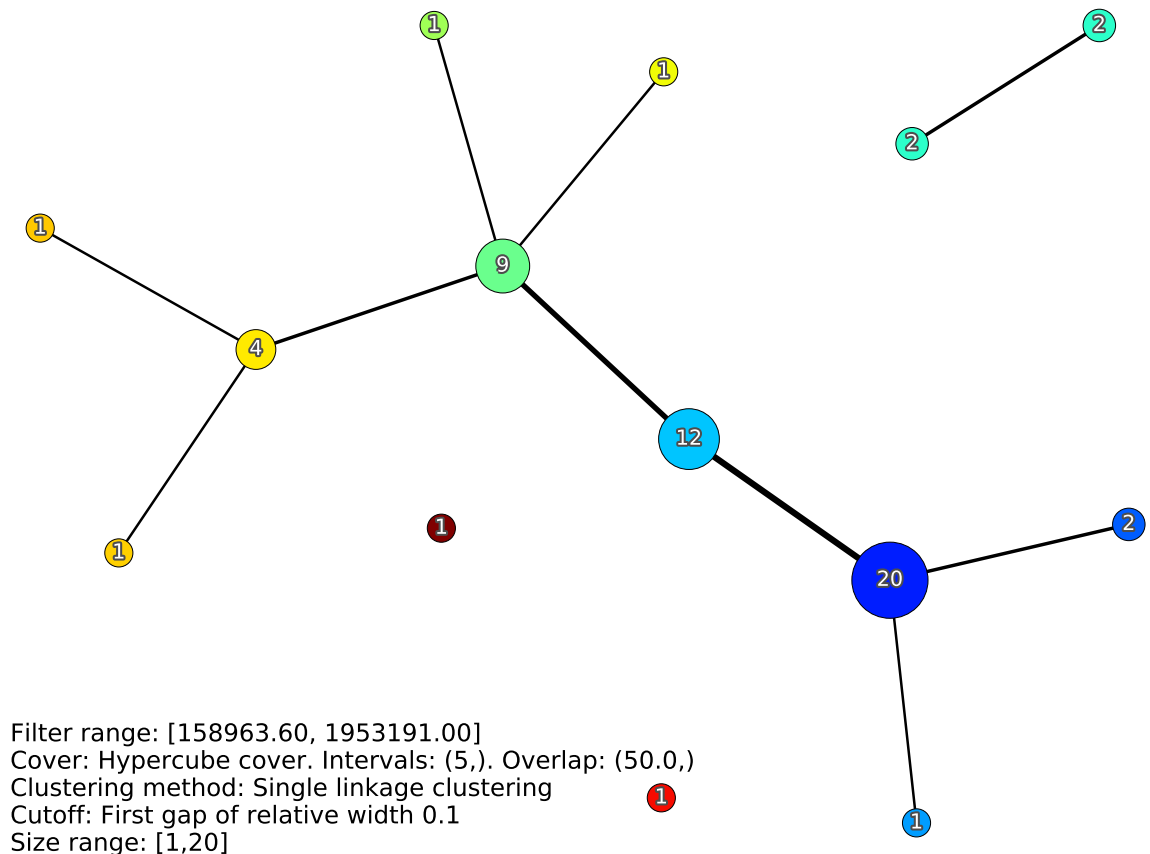 1
2
1
2
1
9
4
12
2
1
1
20
Filter range: [158963.60, 1953191.00]
Cover: Hypercube cover. Intervals: (5,). Overlap: (50.0,)
Clustering method: Single linkage clustering
1
Cutoff: First gap of relative width 0.1
1
Size range: [1,20]